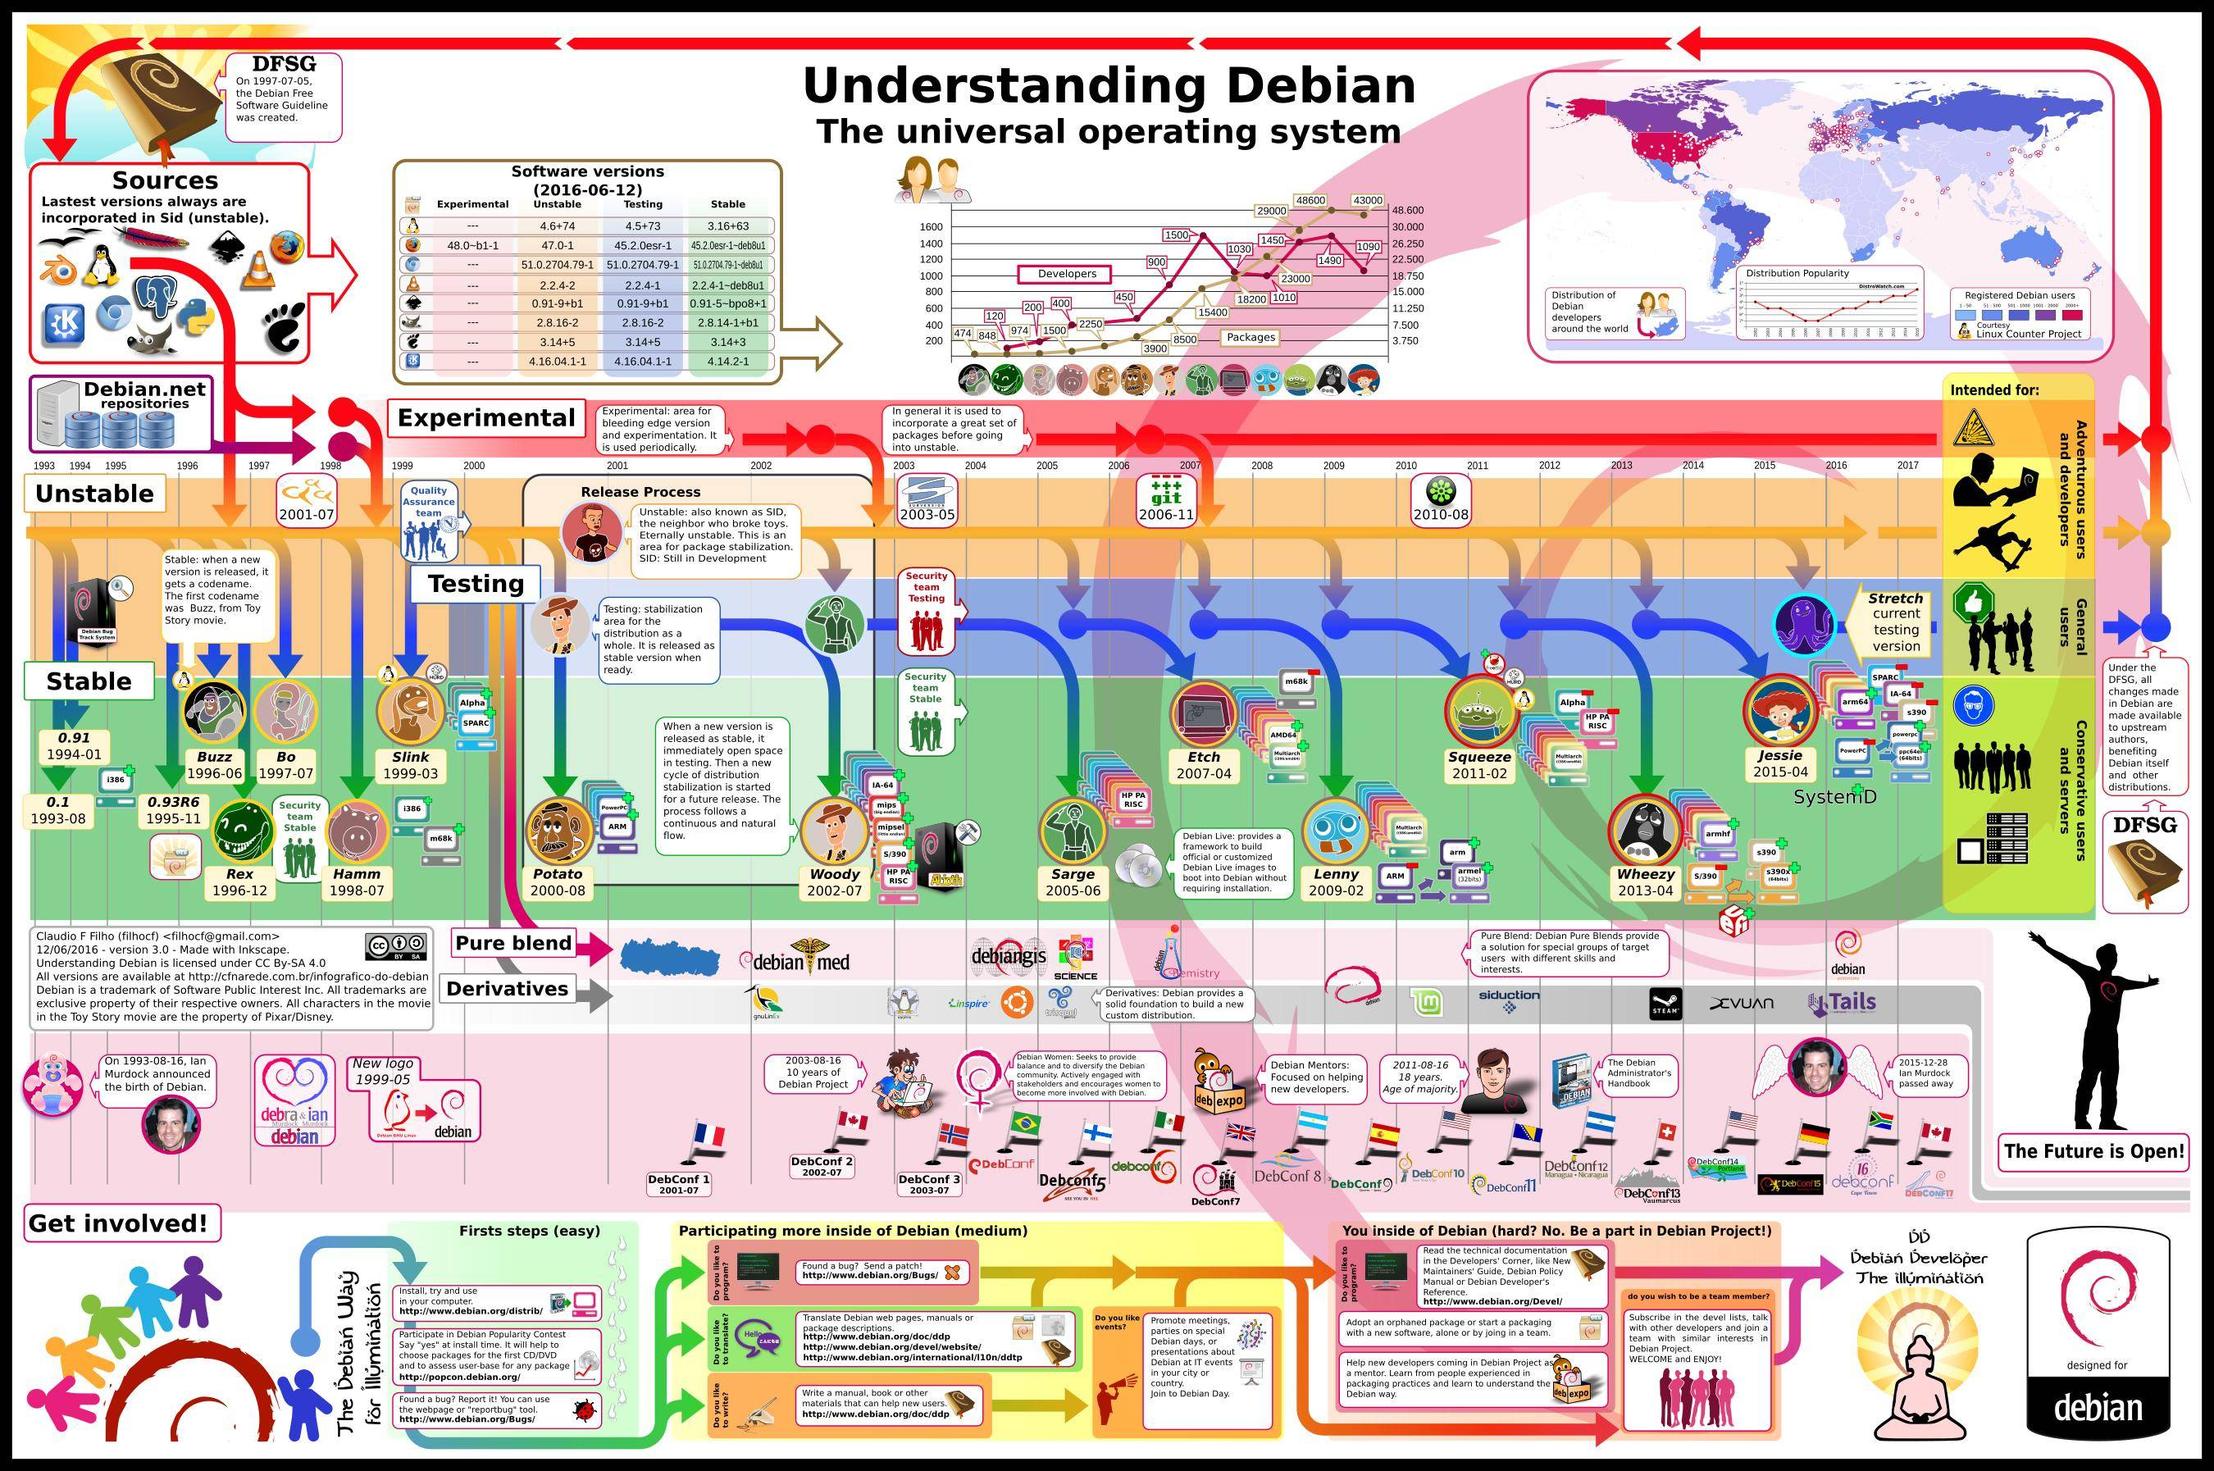 Understanding Debian
The universal operating system
DFSG
On 1997-07-05,
the Debian Free
Software Guideline
was created.
Sources
Lastest versions always are
incorporated in Sid (unstable).
Debian.net
repositories
Software versions
(2016-06-12)
Experimental Unstable Testing Stable
--- 4.6+74 4.5+73 3.16+63
48.0~b1-1 47.0-1 45.2.0esr-1 45.2.0esr-1~deb8u1
--- 51.0.2704.79-1 51.0.2704.79-1 51.0.2704.79-1~deb8u1
--- 2.2.4-2 2.2.4-1 2.2.4-1~deb8u1
--- 0.91-9+b1 0.91-9+b1 0.91-5~bpo8+1
--- 2.8.16-2 2.8.16-2 2.8.14-1+b1
--- 3.14+5 3.14+5 3.14+3
--- 4.16.04.1-1 4.16.04.1-1 4.14.2-1
1600
1400
1200
1000
800
600
400
200
48.600
30.000
26.250
22.500
18.750
15.000
11.250
7.500
3.750
Developers
120
200
400
450
900
1500
1030
1010
1450
1490
1090
Packages
474
848
974
1500
2250
3900
8500
15400
18200
23000
29000
48600
43000
Distribution of
Debian
developers
around the world
Distribution Popularity
DistroWatch.com
Registered Debian users
Courtesy
Linux Counter Project
Experimental
Experimental: area for
bleeding edge version
and experimentation. It
is used periodically.
In general it is used to
incorporate a great set of
packages before going
into unstable.
1993 1994 1995 1996 1997 1998 1999 2000 2001 2002 2003 2004 2005 2006 2007 2008 2009 2010 2011 2012 2013 2014 2015 2016 2017
Intended for:
Adventurous users
and developers
General
users
Conservative users
and servers
Unstable
2001-07
Quality
Assurance
team
Release Process
Unstable: also known as SID,
the neighbor who broke toys.
Eternally unstable. This is an
area for package stabilization.
SID: Still in Development
2003-05
git
2006-11
2010-08
Stable: when a new
version is released, it
gets a codename.
The first codename
was Buzz, from Toy
Story movie.
Debian Bug
Track System
Testing
Testing: stabilization
area for the
distribution as a
whole. It is released as
stable version when
ready.
Security
team
Testing
Stretch
current
testing
version
Stable
Security
team
Stable
When a new version is
released as stable, it
immediately open space
in testing. Then a new
cycle of distribution
stabilization is started
for a future release. The
process follows a
continuous and natural
flow.
0.91
1994-01
0.1
1993-08
i386
0.93R6
1995-11
Buzz
1996-06
Rex
1996-12
Bo
1997-07
Security
team
Stable
Hamm
1998-07
i386
m68k
HURD
Slink
1999-03
Alpha
SPARC
Potato
2000-08
PowerPC
ARM
Woody
2002-07
IA-64
mips
(big endian)
mipsel
(little endian)
S/390
HP PA
RISC
Alioth
Sarge
2005-06
HP PA
RISC
Debian Live: provides a
framework to build
official or customized
Debian Live images to
boot into Debian without
requiring installation.
Etch
2007-04
m68k
AMD64
Multiarch
Lenny
2009-02
Multiarch
ARM
arm
armel
(32bits)
Squeeze
2011-02
HURD
Alpha
HP PA
RISC
Multiarch
Wheezy
2013-04
armhf
S/390
s390
s390x
(64bits)
uefi
Jessie
2015-04
SPARC
IA-64
arm64
s390
PowerPC
powerpc
ppc64el
(64bits)
SystemD
Under the
DFSG, all
changes made
in Debian are
made available
to upstream
authors,
benefiting
Debian itself
and other
distributions.
DFSG
Claudio F Filho (filhocf) <filhocf@gmail.com>
12/06/2016 - version 3.0 - Made with Inkscape.
Understanding Debian is licensed under CC By-SA 4.0
All versions are available at http://cfnarede.com.br/infografico-do-debian
Debian is a trademark of Software Public Interest Inc. All trademarks are
exclusive property of their respective owners. All characters in the movie
in the Toy Story movie are the property of Pixar/Disney.
cc
BY SA
Pure blend
debian med
debiangis
SCIENCE
Chemistry
debian
Pure Blend: Debian Pure Blends provide
a solution for special groups of target
users with different skills and
interests.
debian
Derivatives
gnuLinEx
Linspire
trisquel
Derivatives: Debian provides a
solid foundation to build a new
custom distribution.
siduction
STEAM
DEVUAN
Tails
On 1993-08-16, Ian
Murdock announced
the birth of Debian.
debra & ian
Murdock Murdock
debian
New logo
1999-05
Debian GNU Linux
debian
2003-08-16
10 years of
Debian Project
Debian Women: Seeks to provide
balance and to diversify the Debian
community. Actively engaged with
stakeholders and encourages women to
become more involved with Debian.
deb expo
Debian Mentors:
Focused on helping
new developers.
2011-08-16
18 years.
Age of majority.
The Debian
Administrator's
Handbook
2015-12-28
Ian Murdock
passed away
DebConf 1
2001-07
DebConf 2
2002-07
DebConf 3
2003-07
DebConf
Debconf5
debconf6
DebConf7
DebConf 8
DebConf9
DebConf10
DebConf11
DebConf12
Managua - Nicaragua
DebConf13
Vaumarcus
DebConf14
Portland
DebConf15
16
debconf
Cape Town
DEBCONF17
The Future is Open!
Get involved!
The Debian Way
for illumination
Firsts steps (easy)
Install, try and use
in your computer.
http://www.debian.org/distrib/
Participate in Debian Popularity Contest
Say "yes" at install time. It will help to
choose packages for the first CD/DVD
and to assess user-base for any package
http://popcon.debian.org/
Found a bug? Report it! You can use
the webpage or "reportbug" tool.
http://www.debian.org/Bugs/
Participating more inside of Debian (medium)
Do you like to
program?
Found a bug? Send a patch!
http://www.debian.org/Bugs/
Do you like
to translate?
Hello
Translate Debian web pages, manuals or
package descriptions.
http://www.debian.org/doc/ddp
http://www.debian.org/devel/website/
http://www.debian.org/international/l10n/ddtp
Do you like
to write?
Write a manual, book or other
materials that can help new users.
http://www.debian.org/doc/ddp
Do you like
events?
Promote meetings,
parties on special
Debian days, or
presentations about
Debian at IT events
in your city or
country.
Join to Debian Day.
You inside of Debian (hard? No. Be a part in Debian Project!)
Do you like to
program?
Read the technical documentation
in the Developers' Corner, like New
Maintainers' Guide, Debian Policy
Manual or Debian Developer's
Reference.
http://www.debian.org/Devel/
Adopt an orphaned package or start a packaging
with a new software, alone or by joing in a team.
Help new developers coming in Debian Project as
a mentor. Learn from people experienced in
packaging practices and learn to understand the
Debian way.
deb expo
do you wish to be a team member?
Subscribe in the devel lists, talk
with other developers and join a
team with similar interests in
Debian Project.
WELCOME and ENJOY!
DD
Debian Developer
The illumination
designed for
debian